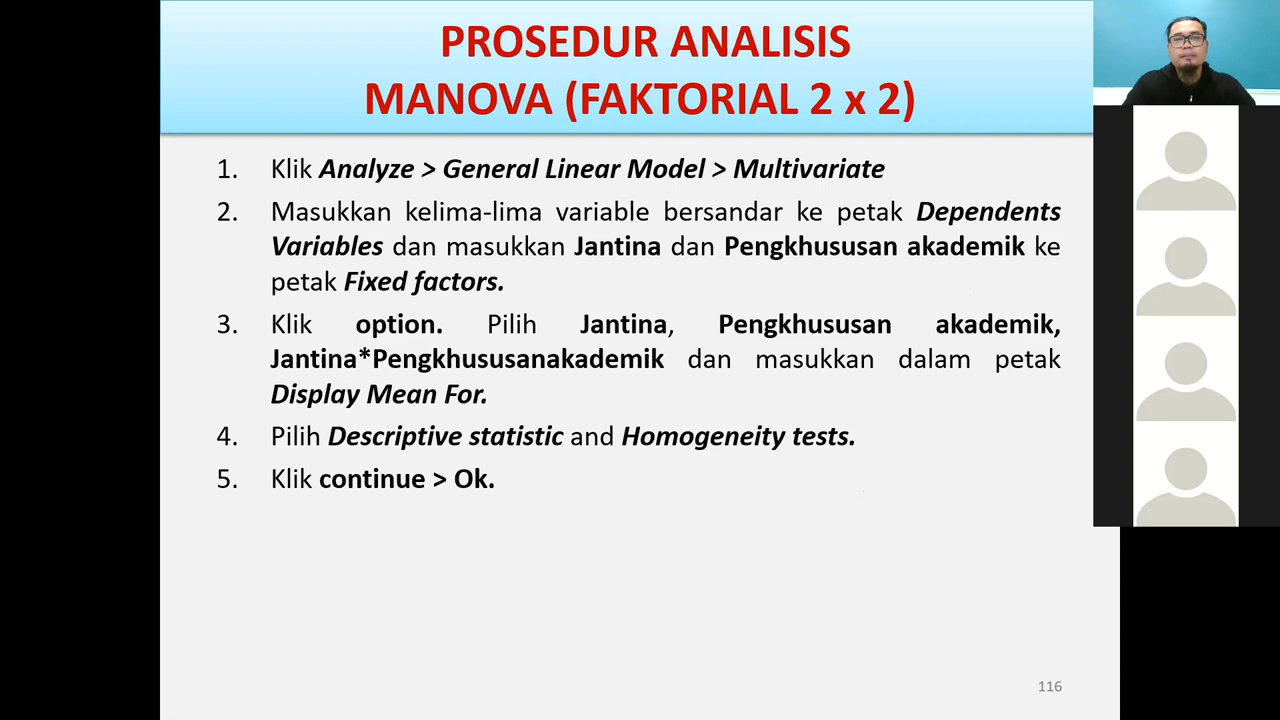 PROSEDUR ANALISIS
MANOVA (FAKTORIAL 2 x 2)
1. Klik Analyze > General Linear Model > Multivariate
2. Masukkan kelima-lima variable bersandar ke petak Dependents
Variables dan masukkan Jantina dan Pengkhususan akademik ke
petak Fixed factors.
3. Klik option. Pilih Jantina, Pengkhususan akademik,
Jantina*Pengkhususanakademik dan masukkan dalam petak
Display Mean For.
4. Pilih Descriptive statistic and Homogeneity tests.
5. Klik continue > Ok.
116